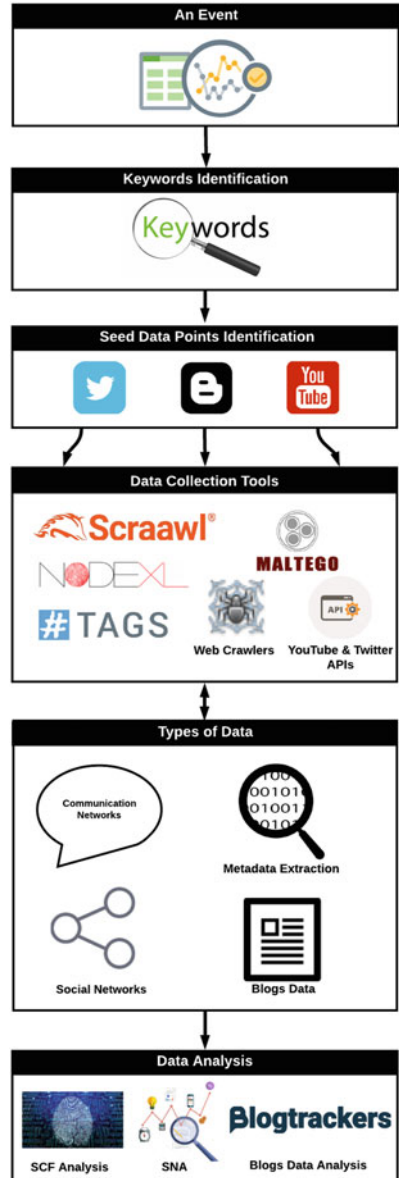 An Event
Keywords Identification
Keywords
Seed Data Points Identification
You
Tube
Data Collection Tools
Scraawl®
MALTEGO
NODEXL
# TAGS
API
Web Crawlers
YouTube & Twitter
APIs
Types of Data
Communication
Networks
Metadata Extraction
Social Networks
Blogs Data
Data Analysis
Blogtrackers
SCF Analysis
SNA
Blogs Data Analysis